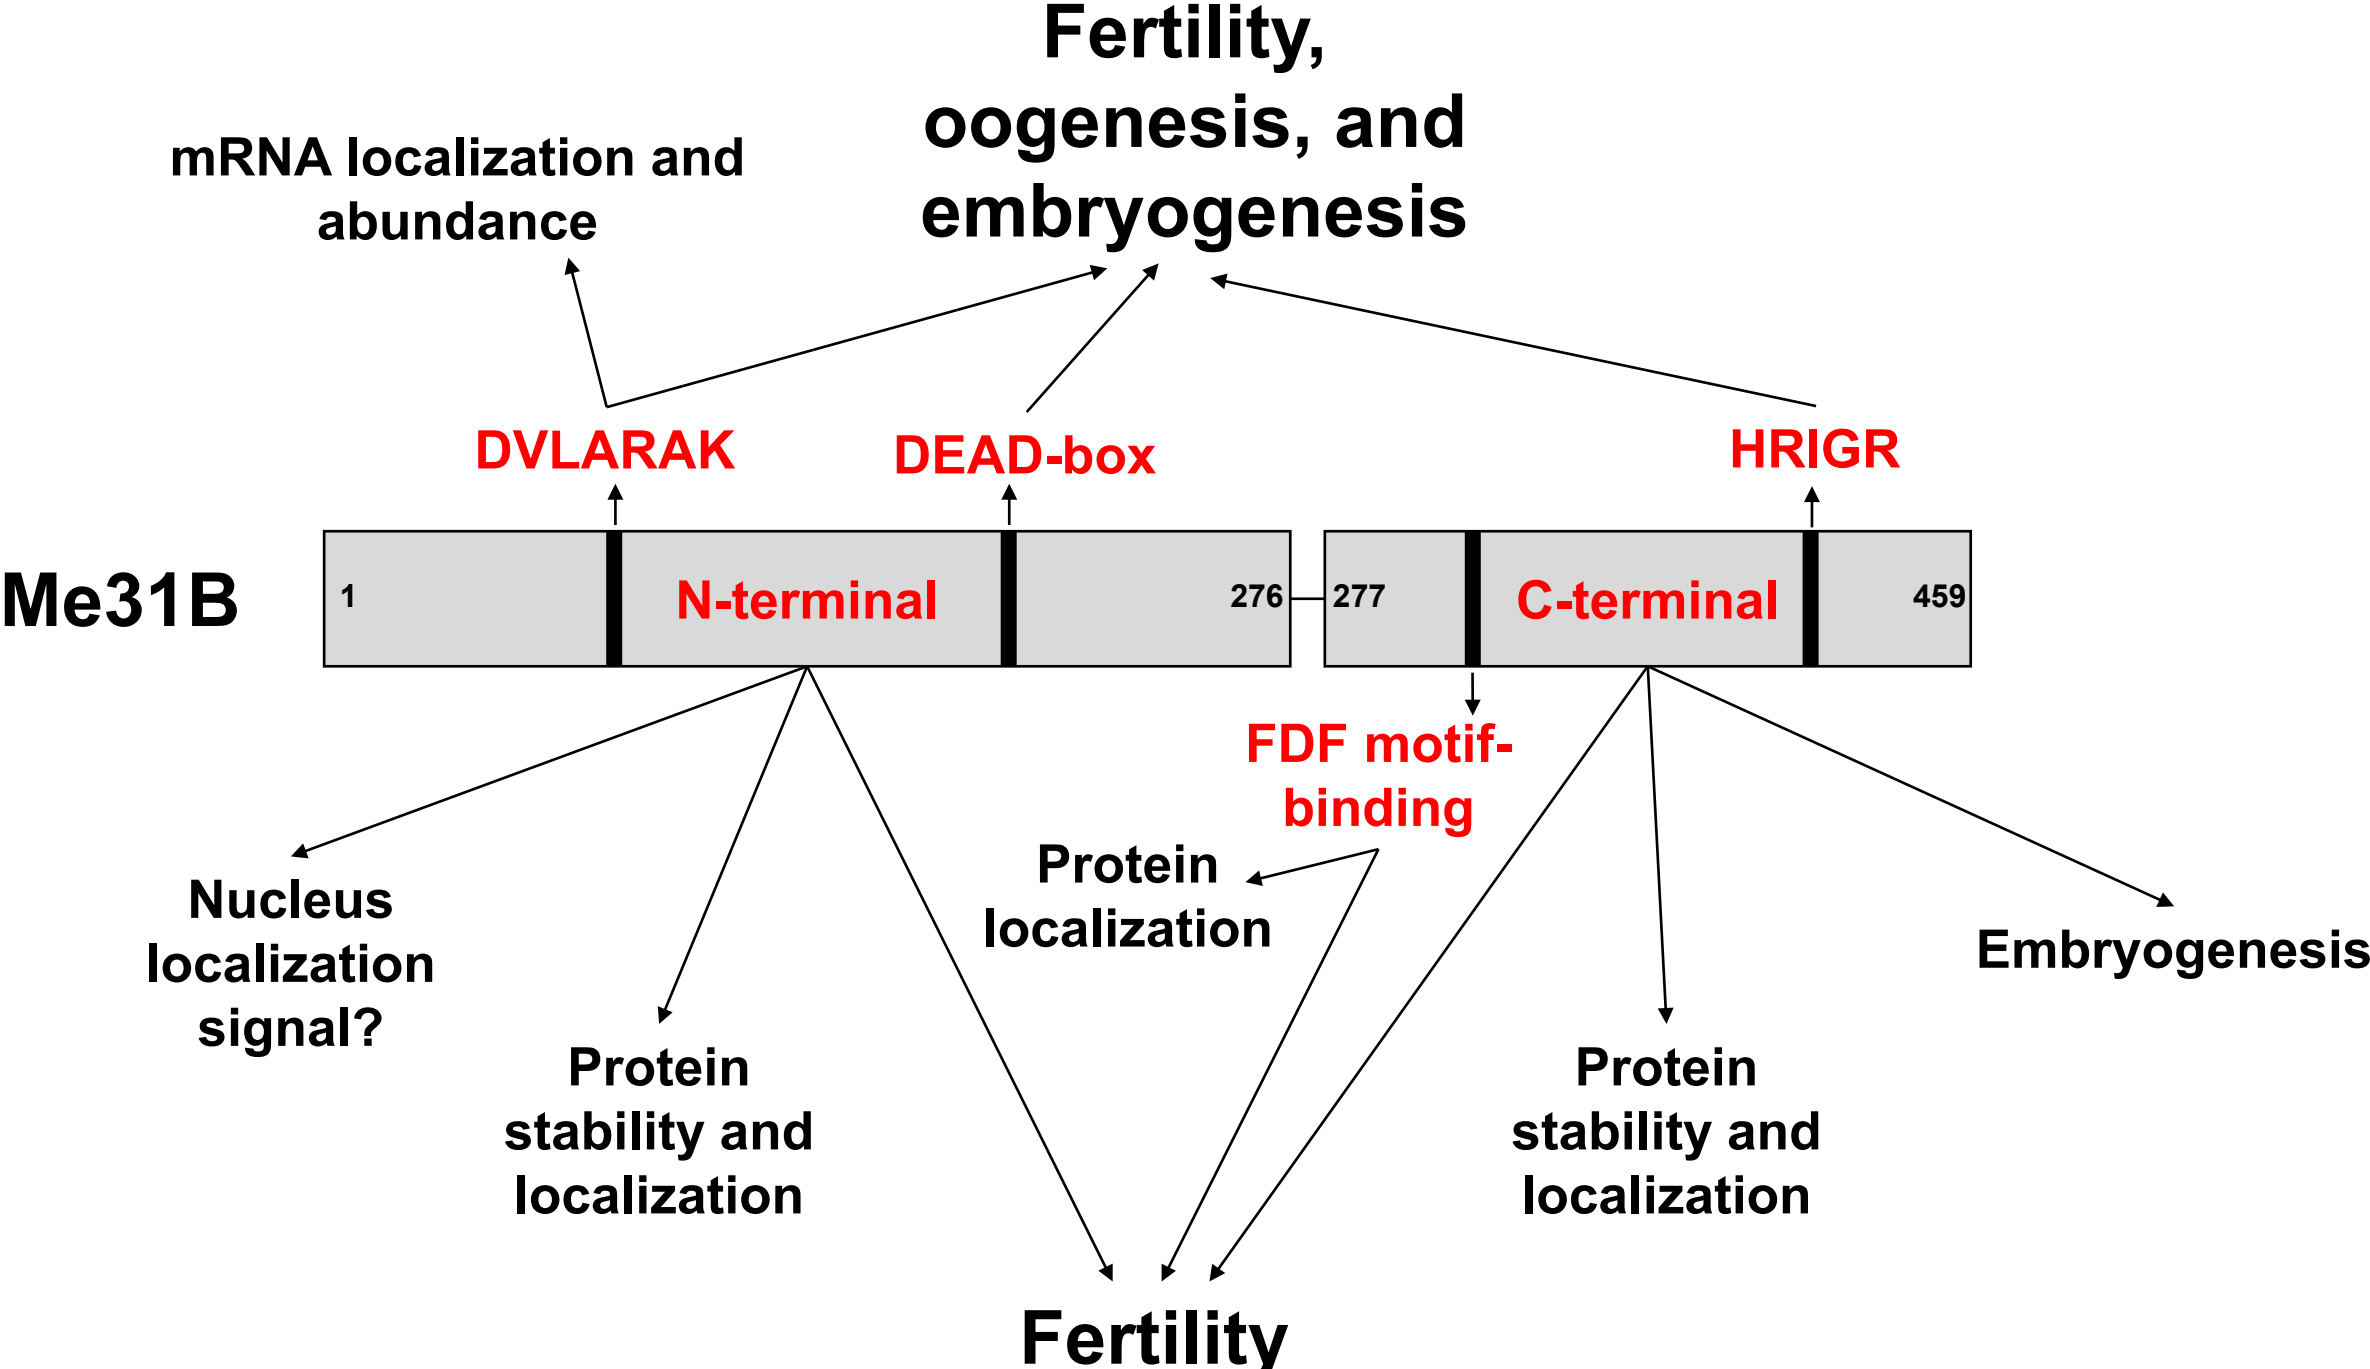 Fertility,
oogenesis, and
embryogenesis
mRNA localization and
abundance
DVLARAK
DEAD-box
HRIGR
Me31B
1
N-terminal
276
277
C-terminal
459
FDF motif-
binding
Protein
localization
Nucleus
localization
signal?
Embryogenesis
Protein
stability and
localization
Protein
stability and
localization
Fertility